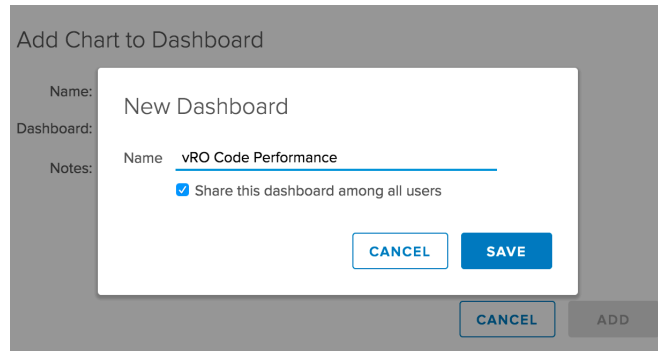 Add Chart to Dashboard
Name:
Dashboard:
Notes:
New Dashboard
Name vRO Code Performance
Share this dashboard among all users
CANCEL SAVE
CANCEL ADD